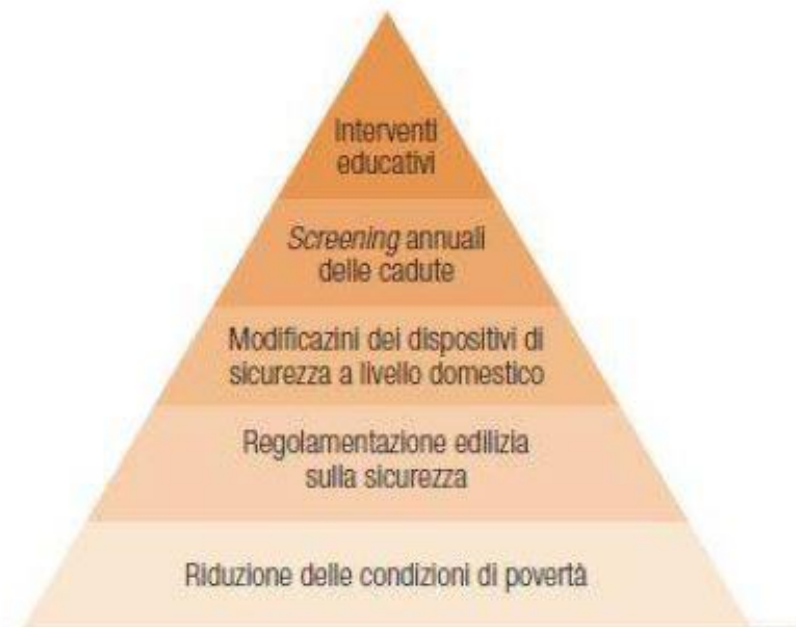 Interventi
educativi
Screening annuali
delle cadute
Modificazini dei dispositivi di
sicurezza a livello domestico
Regolamentazione edilizia
sulla sicurezza
Riduzione delle condizioni di povertà